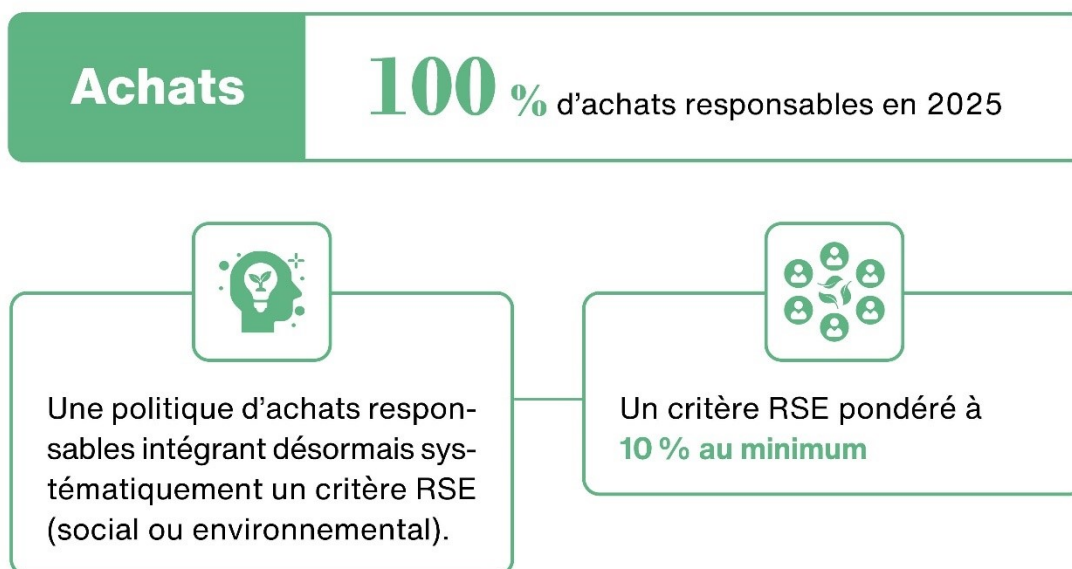 Achats
100 % d’achats responsables en 2025
Une politique d’achats respon-
sables intégrant désormais sys-
tématiquement un critère RSE
(social ou environnemental).
Un critère RSE pondéré à
10 % au minimum